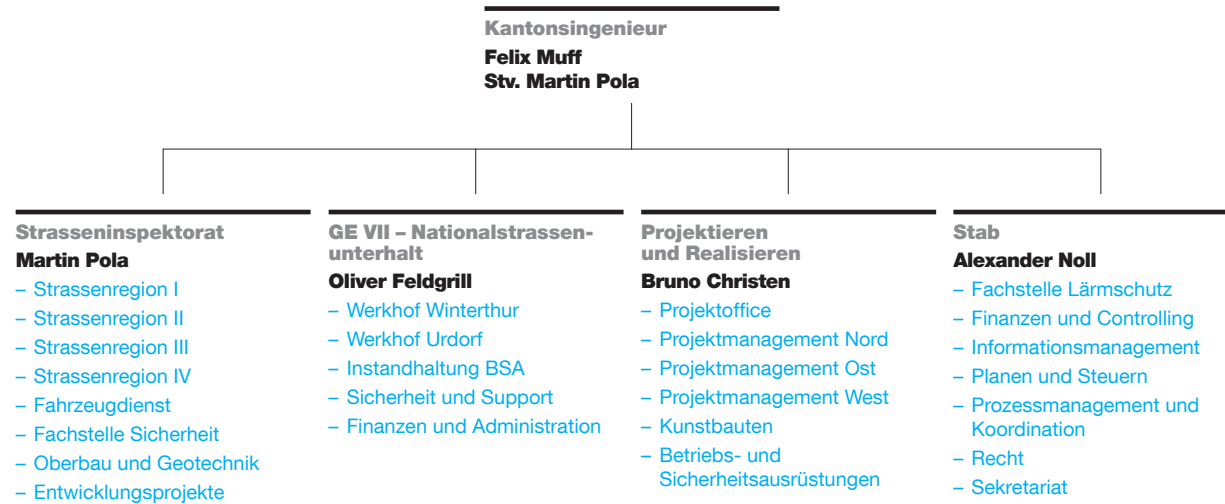 Kantonsingenieur
Felix Muff
Stv. Martin Pola
Strasseninspektorat
Martin Pola
– Strassenregion I
– Strassenregion II
– Strassenregion III
– Strassenregion IV
– Fahrzeugdienst
– Fachstelle Sicherheit
– Oberbau und Geotechnik
– Entwicklungsprojekte
GE VII – Nationalstrassen-
unterhalt
Oliver Feldgrill
– Werkhof Winterthur
– Werkhof Urdorf
– Instandhaltung BSA
– Sicherheit und Support
– Finanzen und Administration
Projektieren
und Realisieren
Bruno Christen
– Projektoffice
– Projektmanagement Nord
– Projektmanagement Ost
– Projektmanagement West
– Kunstbauten
– Betriebs- und
Sicherheitsausrüstungen
Stab
Alexander Noll
– Fachstelle Lärmschutz
– Finanzen und Controlling
– Informationsmanagement
– Planen und Steuern
– Prozessmanagement und
Koordination
– Recht
– Sekretariat